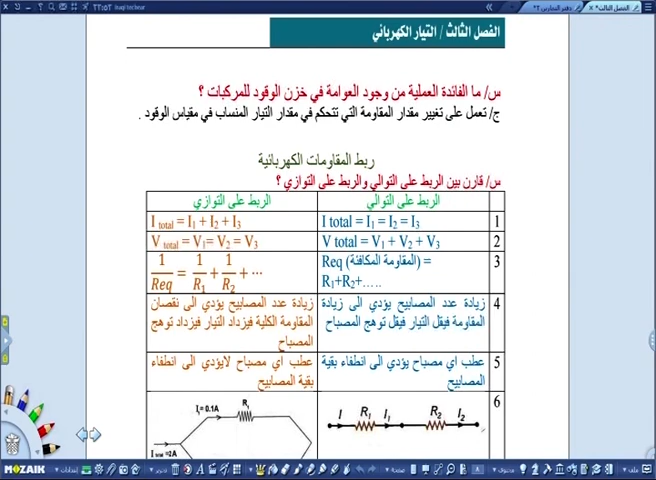 الفصل الثالث / التيار الكهربائي
س/ ما الفائدة العملية من وجود العوامة في خزن الوقود للمركبات ؟
ج/ تعمل على تغيير مقدار المقاومة التي تتحكم في مقدار التيار المنساب في مقياس الوقود .
ربط المقاومات الكهربائية
س/ قارن بين الربط على التوالي والربط على التوازي ؟
الربط على التوالي
الربط على التوازي
1
I total = I1 = I2 = I3
I total = I1 + I2 + I3
2
V total = V1 + V2 + V3
V total = V1= V2 = V3
3
Req (المقاومة المكافئة) =
R1+R2+…..
1/Req = 1/R1 + 1/R2 + ⋯
4
زيادة عدد المصابيح يؤدي الى زيادة
المقاومة فيقل التيار فيقل توهج المصباح
زيادة عدد المصابيح يؤدي الى نقصان
المقاومة الكلية فيزداد التيار فيزداد توهج
المصباح
5
عطب اي مصباح يؤدي الى انطفاء بقية
المصابيح
عطب اي مصباح لايؤدي الى انطفاء
بقية المصابيح
6
I R1 I1 R2 I2
I1 = 0.1A R1
=2A
MOZAIK